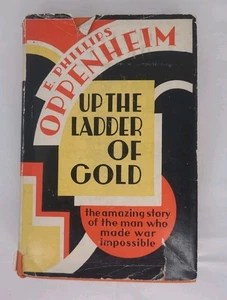 E. PHILLIPS
OPPENHEIM
UP THE
LADDER
OF
GOLD
the amazing story
of the man who
made war
impossible